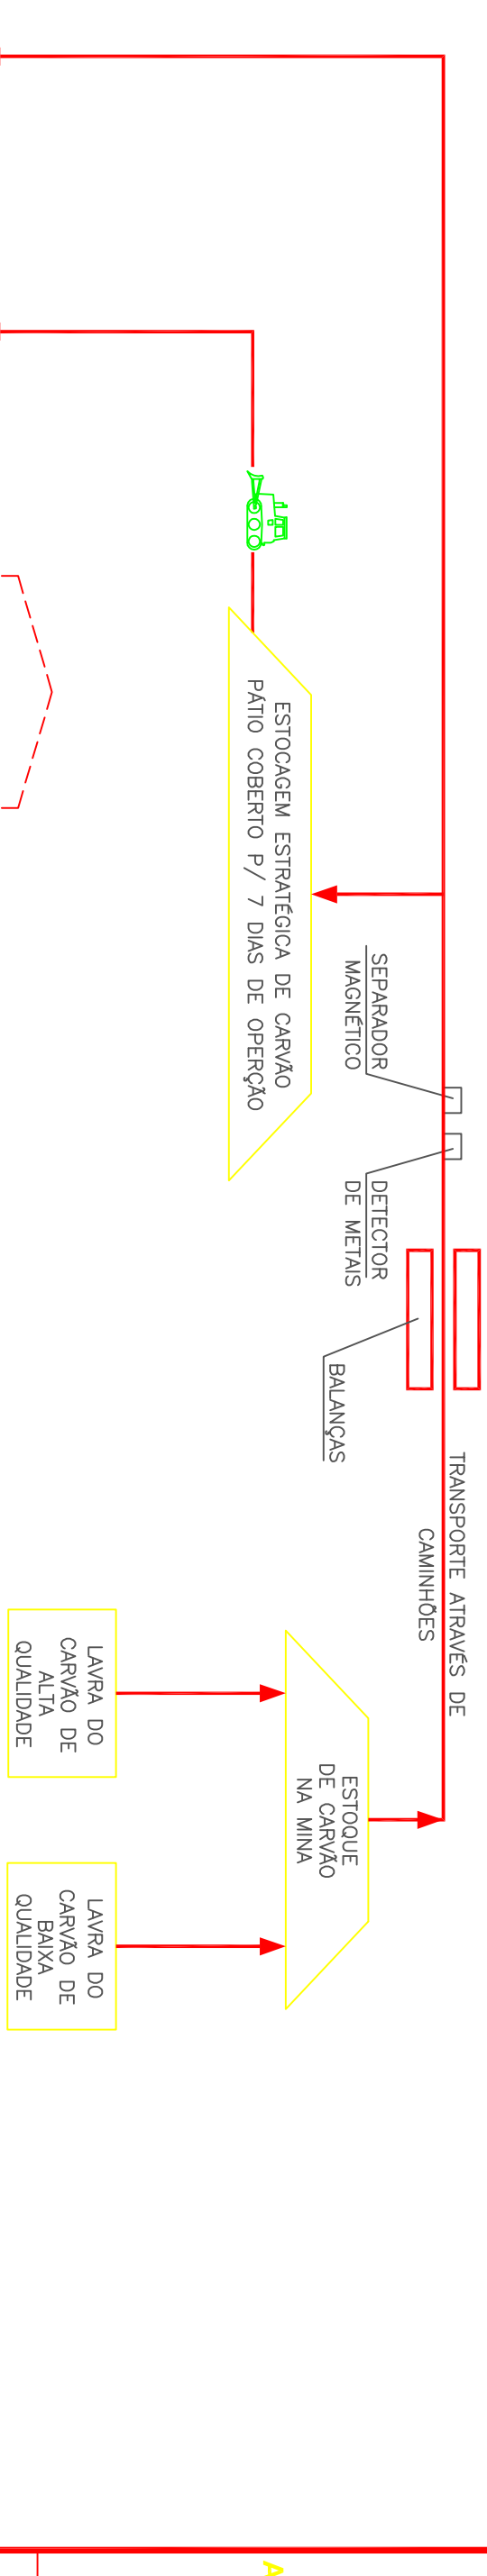 ESTOCAGEM ESTRATÉGICA DE CARVÃO
PÁTIO COBERTO P/ 7 DIAS DE OPERÇÃO
SEPARADOR
MAGNÉTICO
DETECTOR
DE METAIS
BALANÇAS
TRANSPORTE ATRAVÉS DE
CAMINHÕES
ESTOQUE
DE CARVÃO
NA MINA
LAVRA DO
CARVÃO DE
ALTA
QUALIDADE
LAVRA DO
CARVÃO DE
BAIXA
QUALIDADE
A